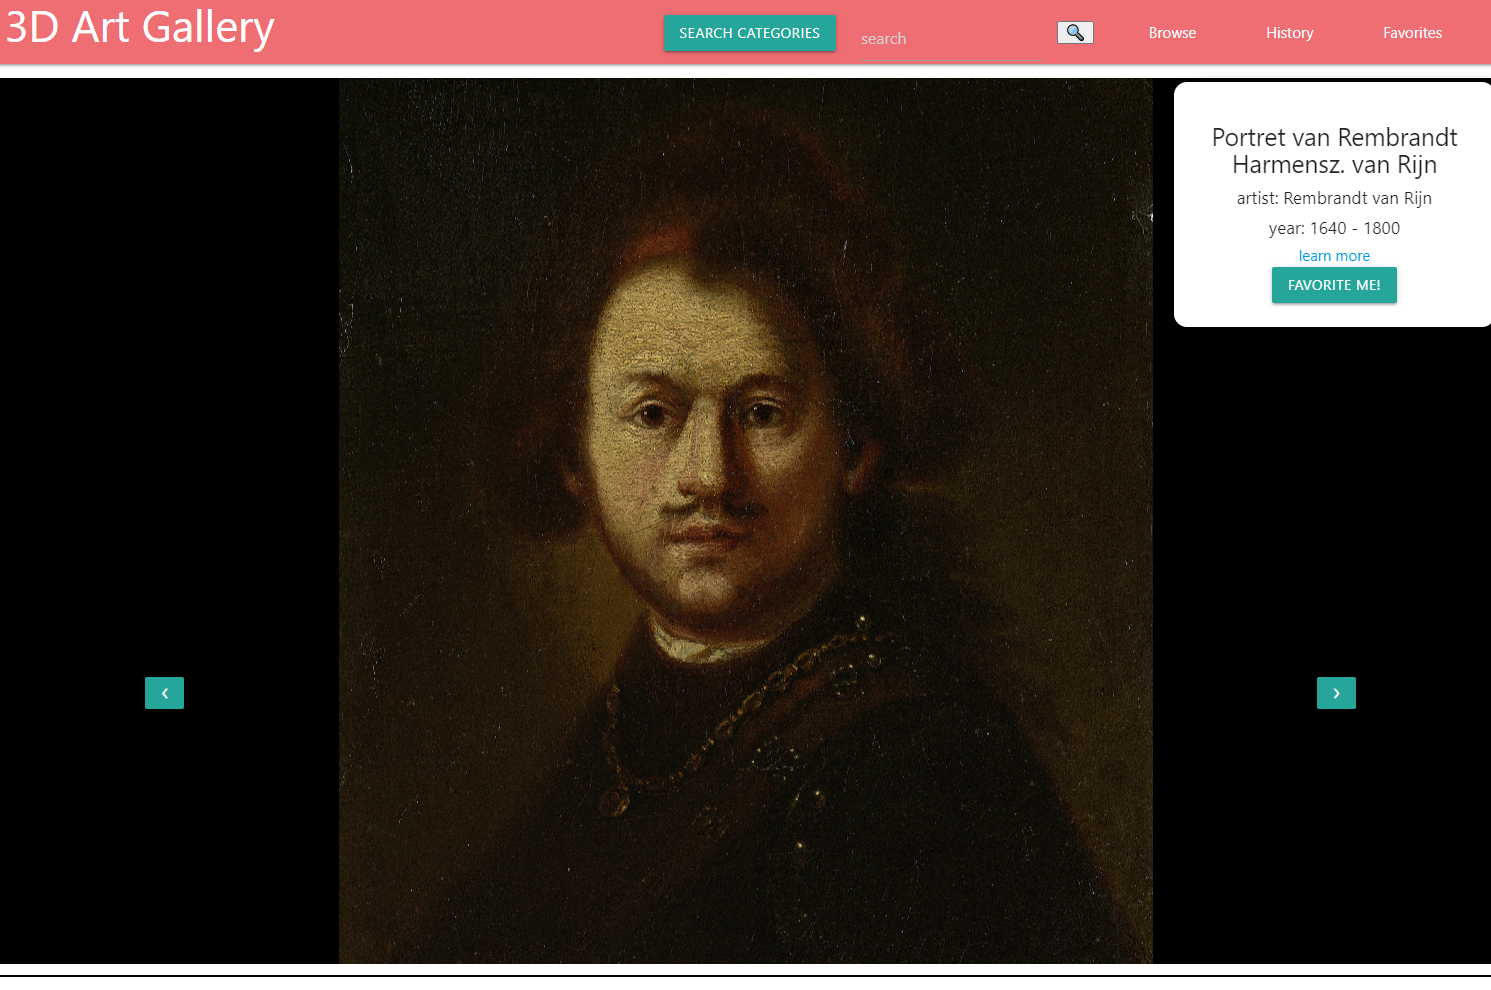 3D Art Gallery
SEARCH CATEGORIES
search
Browse
History
Favorites
Portret van Rembrandt
Harmensz. van Rijn
artist: Rembrandt van Rijn
year: 1640 - 1800
learn more
FAVORITE ME!
‹
›